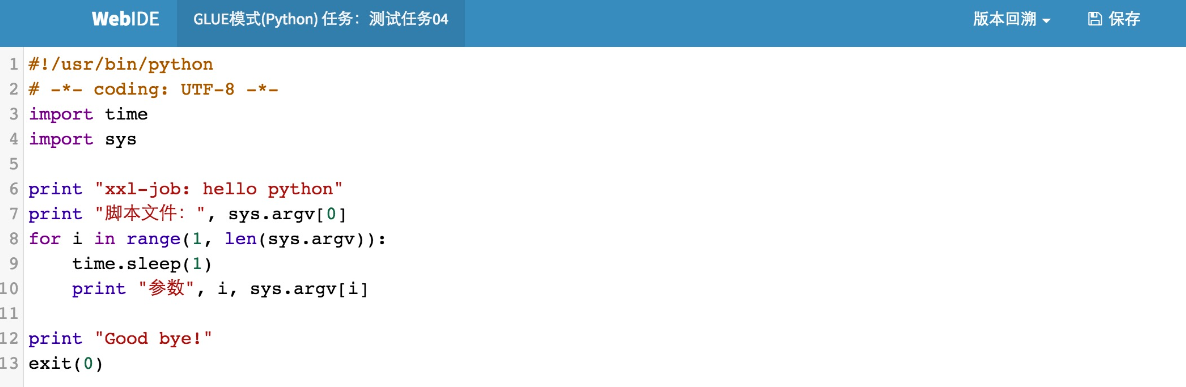 WebIDE GLUE模式(Python) 任务：测试任务04 版本回溯 保存
1 #!/usr/bin/python
2 # -*- coding: UTF-8 -*-
3 import time
4 import sys
5
6 print "xxl-job: hello python"
7 print "脚本文件：", sys.argv[0]
8 for i in range(1, len(sys.argv)):
9     time.sleep(1)
10     print "参数", i, sys.argv[i]
11
12 print "Good bye!"
13 exit(0)